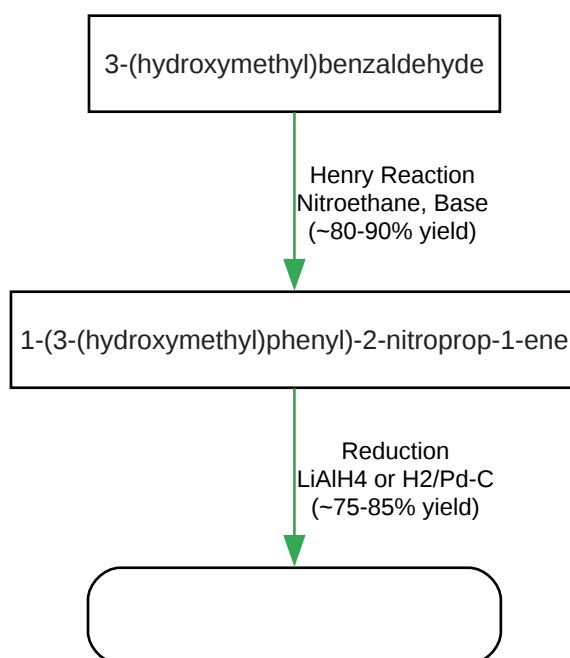 3-(hydroxymethyl)benzaldehyde
Henry Reaction
Nitroethane, Base
(~80-90% yield)
1-(3-(hydroxymethyl)phenyl)-2-nitroprop-1-ene
Reduction
LiAlH4 or H2/Pd-C
(~75-85% yield)